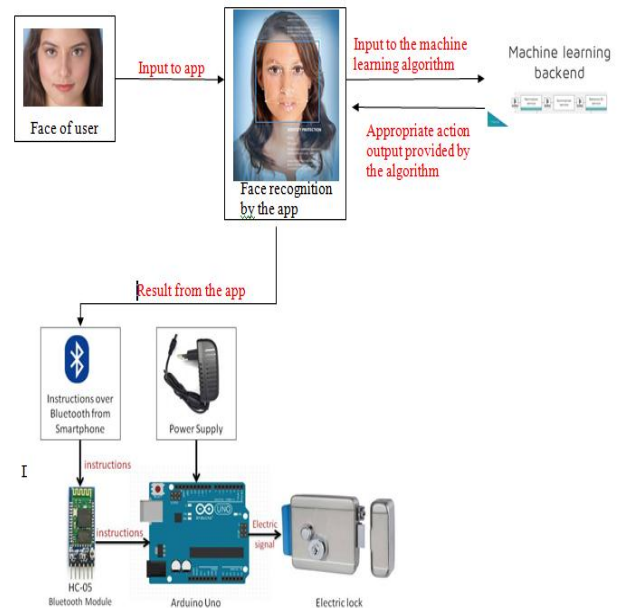 Face of user
Input to app
Face recognition
by the app
Input to the machine
learning algorithm
Machine learning
backend
Appropriate action
output provided by
the algorithm
Result from the app
Instructions over
Bluetooth from
Smartphone
Power Supply
instructions
instructions
UNO
Electric
signal
HC-05
Bluetooth Module
Arduino Uno
Electric lock